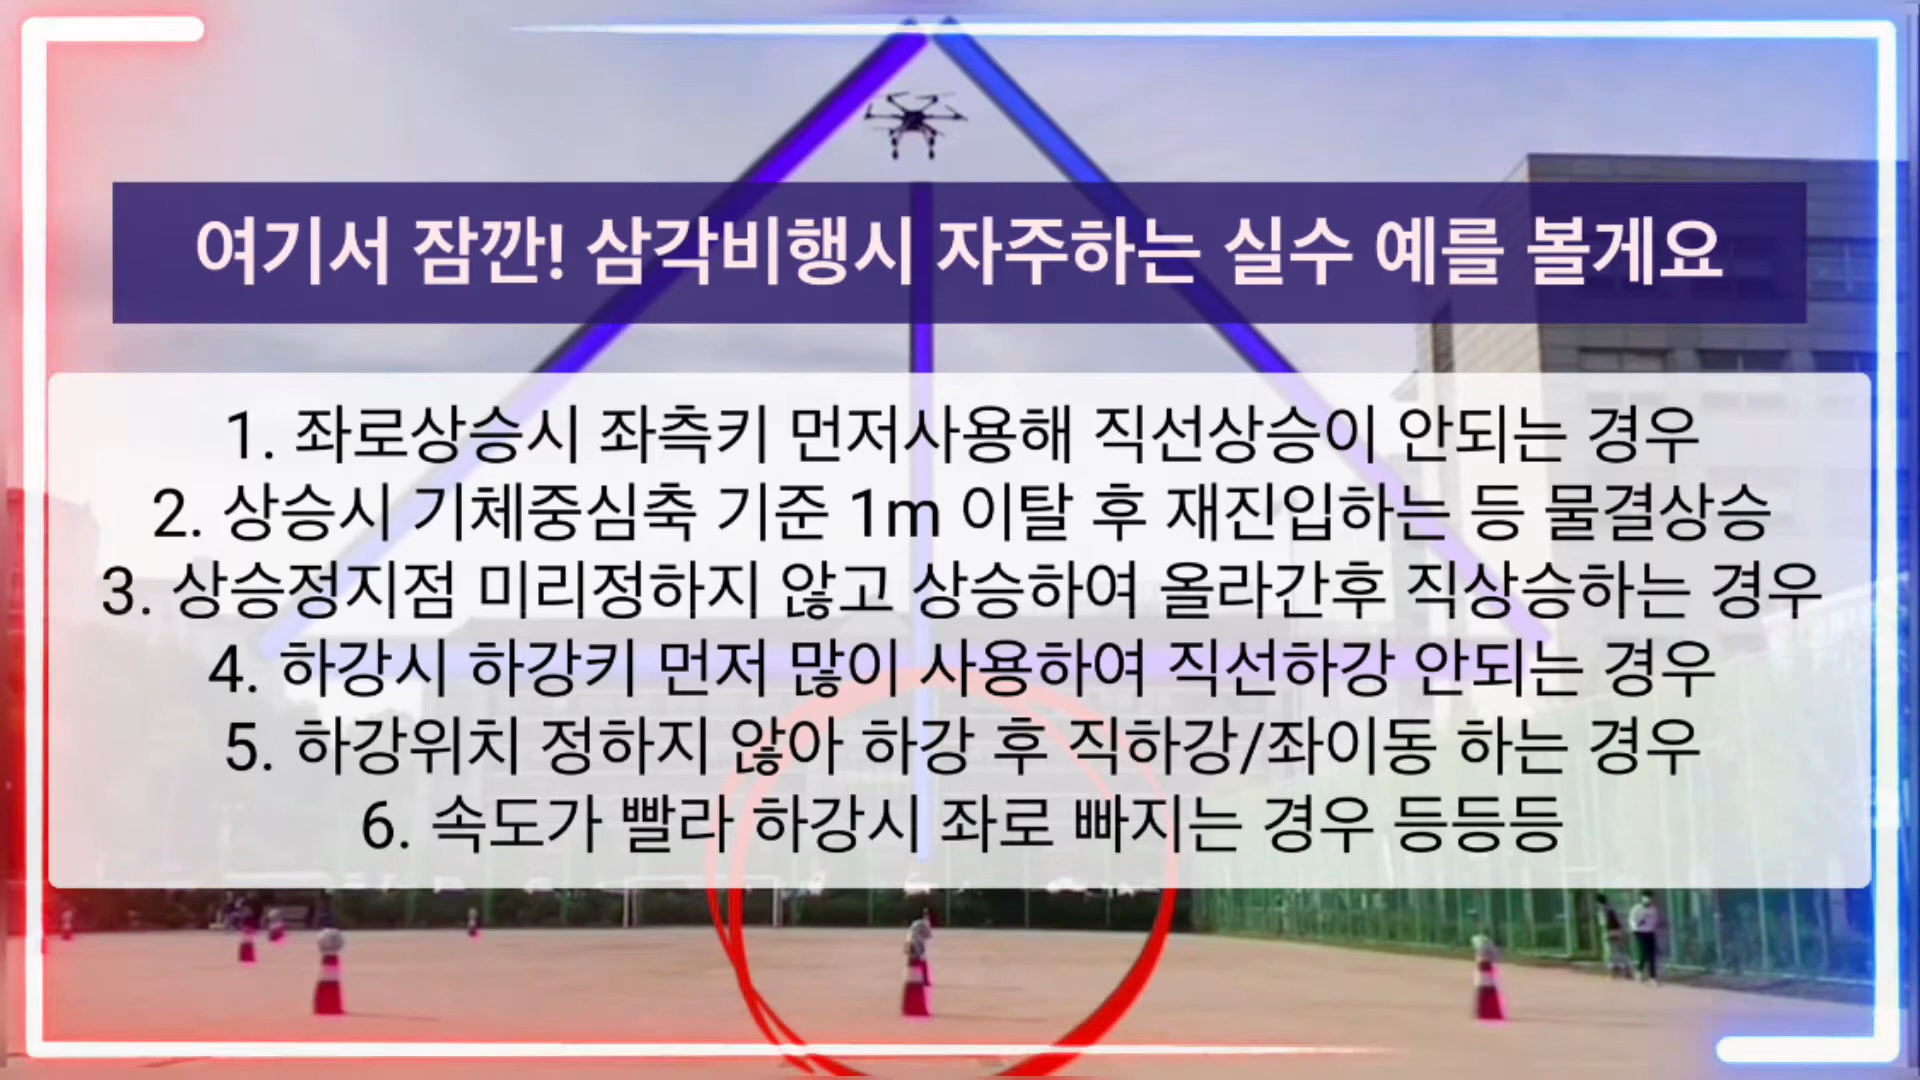 여기서 잠깐! 삼각비행시 자주하는 실수 예를 볼게요
1. 좌로상승시 좌측키 먼저사용해 직선상승이 안되는 경우
2. 상승시 기체중심축 기준 1m 이탈 후 재진입하는 등 물결상승
3. 상승정지점 미리정하지 않고 상승하여 올라간후 직상승하는 경우
4. 하강시 하강키 먼저 많이 사용하여 직선하강 안되는 경우
5. 하강위치 정하지 않아 하강 후 직하강/좌이동 하는 경우
6. 속도가 빨라 하강시 좌로 빠지는 경우 등등등